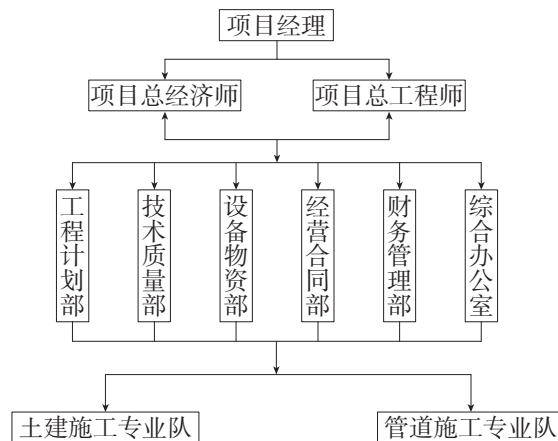 项目经理
项目总经济师
项目总工程师
工程计划部
技术质量部
设备物资部
经营合同部
财务管理部
综合办公室
土建施工专业队
管道施工专业队